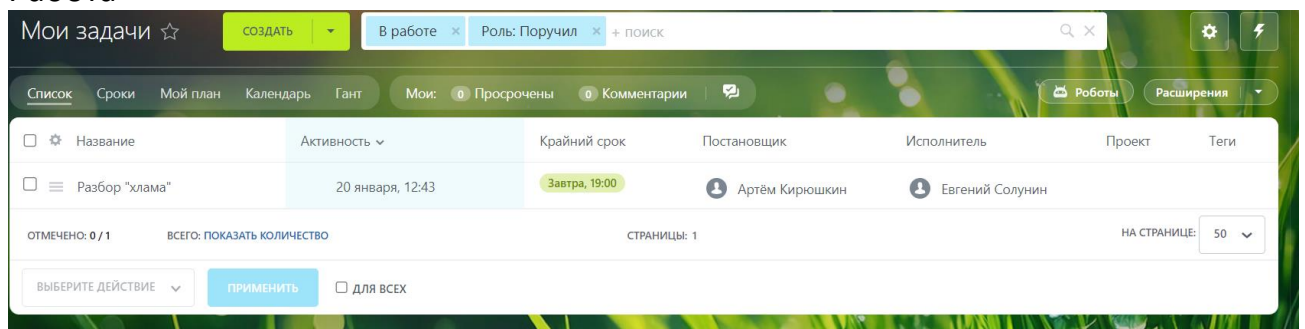 Мои задачи СОЗДАТЬ В работе × Роль: Поручил × + поиск
Список Сроки Мой план Календарь Гант Мои: 0 Просрочены 0 Комментарии Роботы Расширения
Название Активность Крайний срок Постановщик Исполнитель Проект Теги
Разбор "хлама" 20 января, 12:43 Завтра, 19:00 Артём Кирюшкин Евгений Солунин
ОТМЕЧЕНО: 0 / 1 ВСЕГО: ПОКАЗАТЬ КОЛИЧЕСТВО СТРАНИЦЫ: 1 НА СТРАНИЦЕ: 50
ВЫБЕРИТЕ ДЕЙСТВИЕ ПРИМЕНИТЬ ДЛЯ ВСЕХ